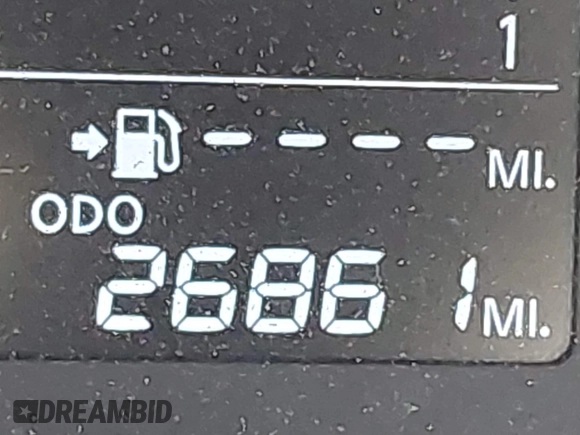 1
---- MI.
ODO
26861 MI.
DREAMBID